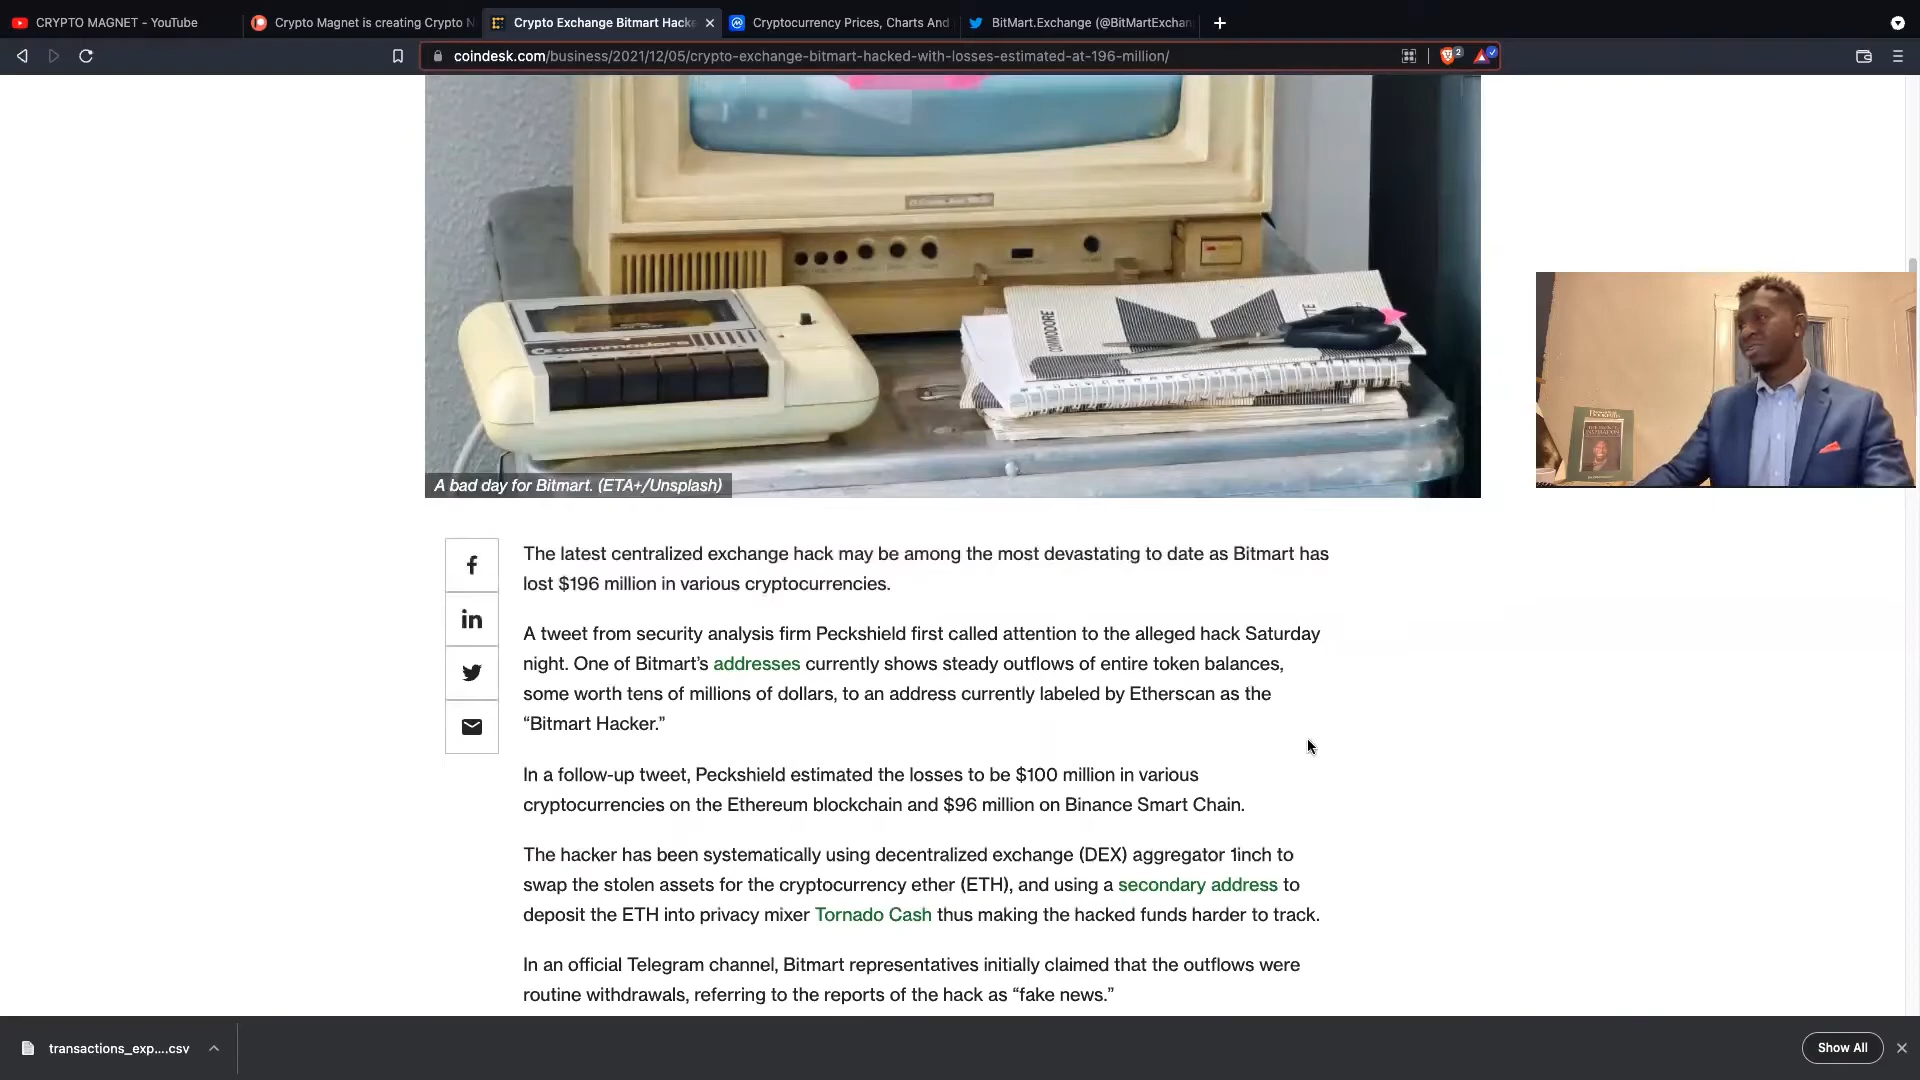 CRYPTO MAGNET - YouTube
Crypto Magnet is creating Crypto N
Crypto Exchange Bitmart Hacke
Cryptocurrency Prices, Charts And
BitMart.Exchange (@BitMartExchan
coindesk.com/business/2021/12/05/crypto-exchange-bitmart-hacked-with-losses-estimated-at-196-million/
2
commodore
COMMODORE
A bad day for Bitmart. (ETA+/Unsplash)
The latest centralized exchange hack may be among the most devastating to date as Bitmart has
lost $196 million in various cryptocurrencies.
A tweet from security analysis firm Peckshield first called attention to the alleged hack Saturday
night. One of Bitmart’s addresses currently shows steady outflows of entire token balances,
some worth tens of millions of dollars, to an address currently labeled by Etherscan as the
“Bitmart Hacker.”
In a follow-up tweet, Peckshield estimated the losses to be $100 million in various
cryptocurrencies on the Ethereum blockchain and $96 million on Binance Smart Chain.
The hacker has been systematically using decentralized exchange (DEX) aggregator 1inch to
swap the stolen assets for the cryptocurrency ether (ETH), and using a secondary address to
deposit the ETH into privacy mixer Tornado Cash thus making the hacked funds harder to track.
In an official Telegram channel, Bitmart representatives initially claimed that the outflows were
routine withdrawals, referring to the reports of the hack as “fake news.”
transactions_exp....csv
Show All